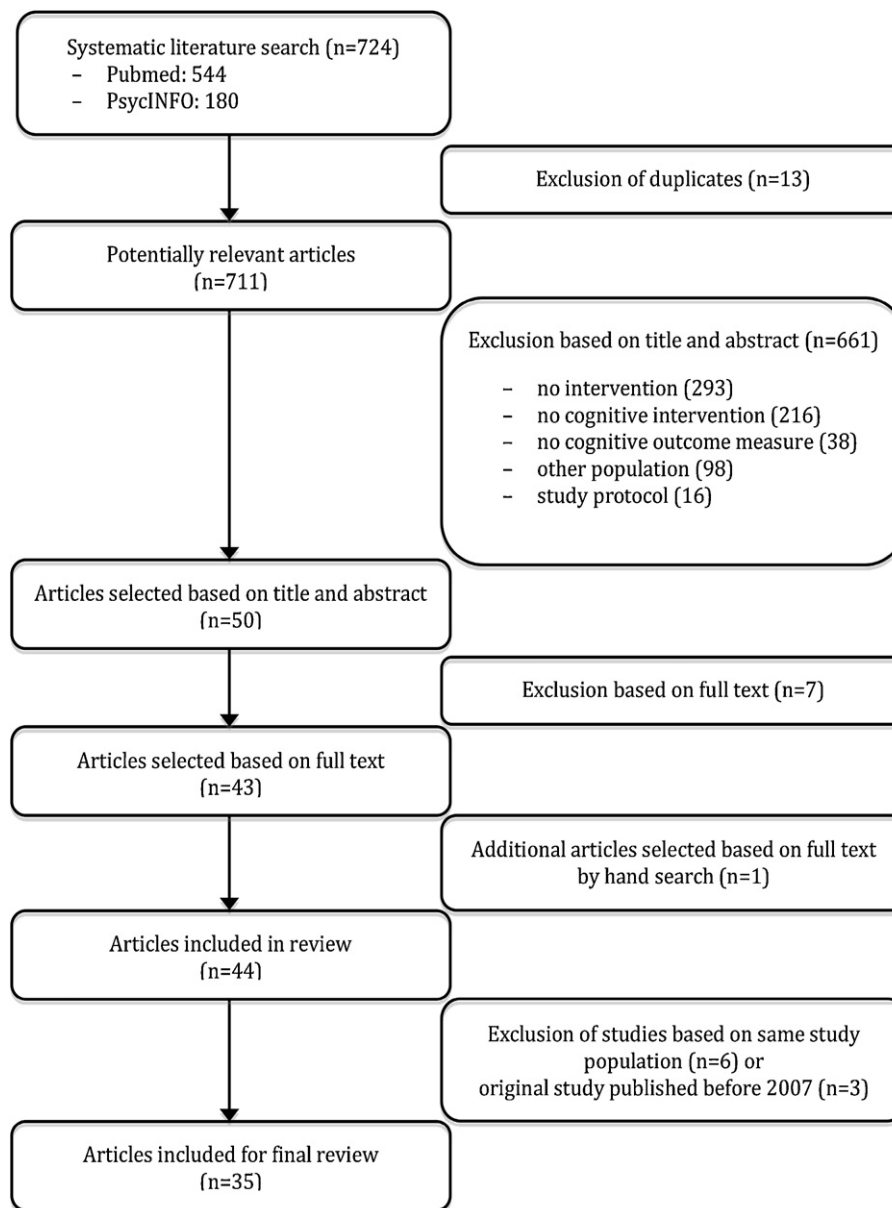 Systematic literature search (n=724)
– Pubmed: 544
– PsycINFO: 180
Exclusion of duplicates (n=13)
Potentially relevant articles
(n=711)
Exclusion based on title and abstract (n=661)
– no intervention (293)
– no cognitive intervention (216)
– no cognitive outcome measure (38)
– other population (98)
– study protocol (16)
Articles selected based on title and abstract
(n=50)
Exclusion based on full text (n=7)
Articles selected based on full text
(n=43)
Additional articles selected based on full text
by hand search (n=1)
Articles included in review
(n=44)
Exclusion of studies based on same study
population (n=6) or
original study published before 2007 (n=3)
Articles included for final review
(n=35)